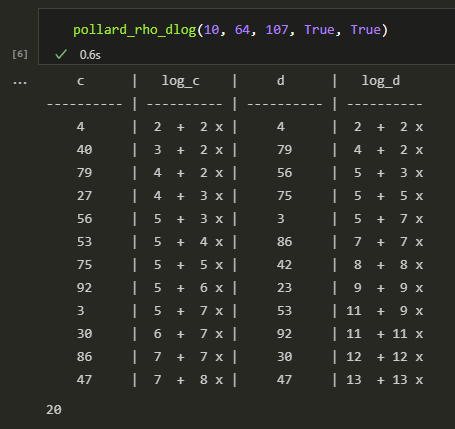 pollard_rho_dlog(10, 64, 107, True, True)
[6] ✓ 0.6s
... c | log_c | d | log_d
---------- | ---------- | ---------- | ----------
4 | 2 + 2 x | 4 | 2 + 2 x
40 | 3 + 2 x | 79 | 4 + 2 x
79 | 4 + 2 x | 56 | 5 + 3 x
27 | 4 + 3 x | 75 | 5 + 5 x
56 | 5 + 3 x | 3 | 5 + 7 x
53 | 5 + 4 x | 86 | 7 + 7 x
75 | 5 + 5 x | 42 | 8 + 8 x
92 | 5 + 6 x | 23 | 9 + 9 x
3 | 5 + 7 x | 53 | 11 + 9 x
30 | 6 + 7 x | 92 | 11 + 11 x
86 | 7 + 7 x | 30 | 12 + 12 x
47 | 7 + 8 x | 47 | 13 + 13 x
20